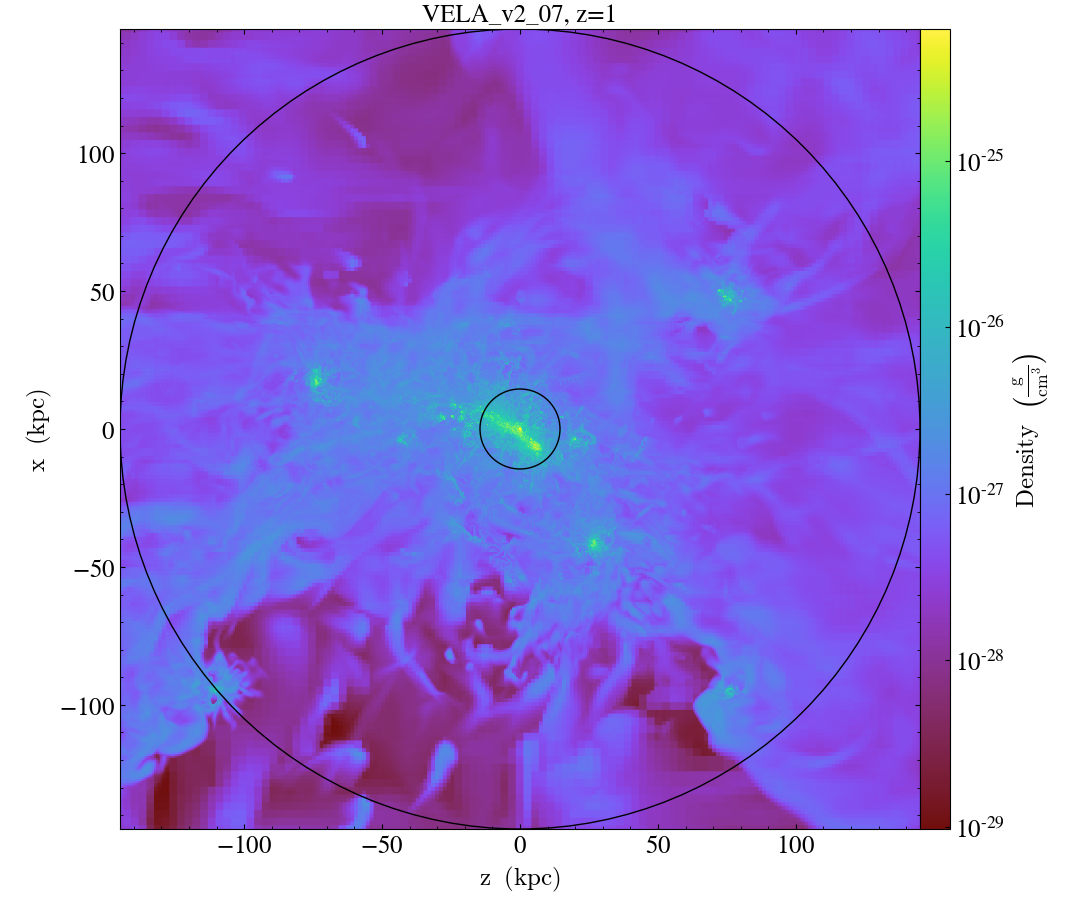 VELA_v2_07, z=1
100
50
0
−50
−100
x (kpc)
−100 −50 0 50 100
z (kpc)
10^-25
10^-26
10^-27
10^-28
10^-29
Density (g/cm³)